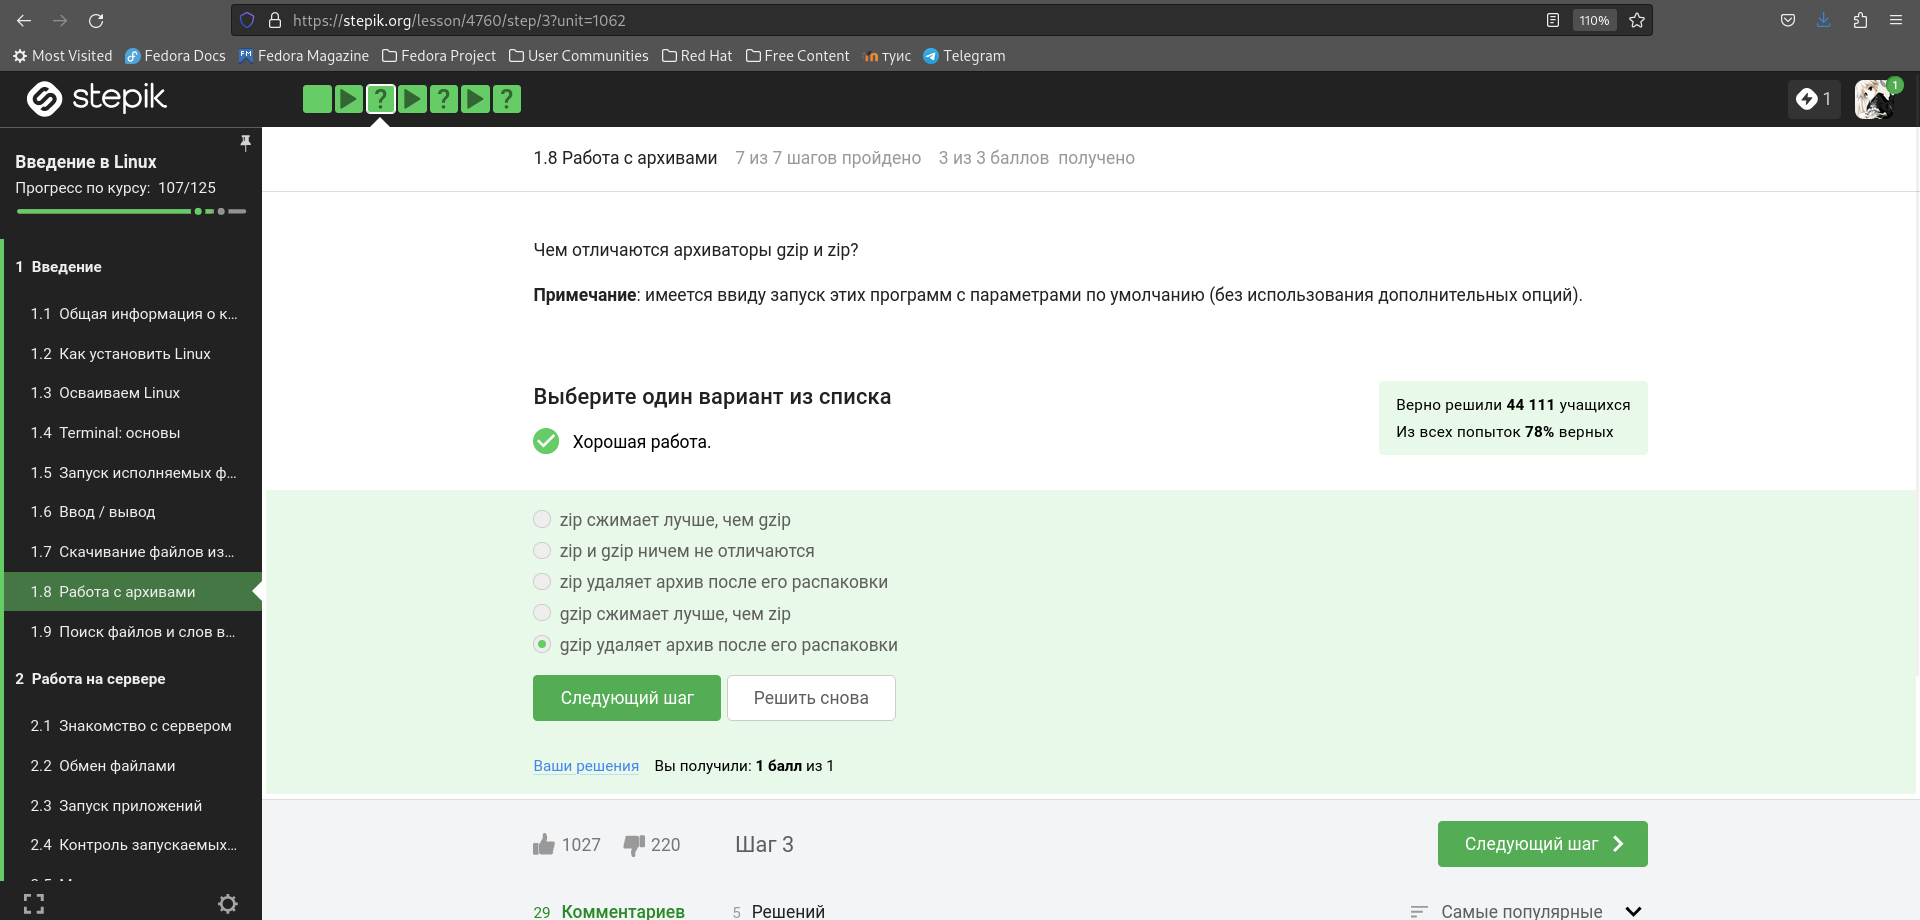 https://stepik.org/lesson/4760/step/3?unit=1062
110%
Most Visited
Fedora Docs
Fedora Magazine
Fedora Project
User Communities
Red Hat
Free Content
туис
Telegram
stepik
?
?
?
1
1
Введение в Linux
Прогресс по курсу: 107/125
1 Введение
1.1 Общая информация о к...
1.2 Как установить Linux
1.3 Осваиваем Linux
1.4 Terminal: основы
1.5 Запуск исполняемых ф...
1.6 Ввод / вывод
1.7 Скачивание файлов из...
1.8 Работа с архивами
1.9 Поиск файлов и слов в...
2 Работа на сервере
2.1 Знакомство с сервером
2.2 Обмен файлами
2.3 Запуск приложений
2.4 Контроль запускаемых...
1.8 Работа с архивами 7 из 7 шагов пройдено 3 из 3 баллов получено
Чем отличаются архиваторы gzip и zip?
Примечание: имеется ввиду запуск этих программ с параметрами по умолчанию (без использования дополнительных опций).
Выберите один вариант из списка
Хорошая работа.
Верно решили 44 111 учащихся
Из всех попыток 78% верных
zip сжимает лучше, чем gzip
zip и gzip ничем не отличаются
zip удаляет архив после его распаковки
gzip сжимает лучше, чем zip
gzip удаляет архив после его распаковки
Следующий шаг
Решить снова
Ваши решения Вы получили: 1 балл из 1
1027
220
Шаг 3
Следующий шаг
29 Комментариев
5 Решений
Самые популярные